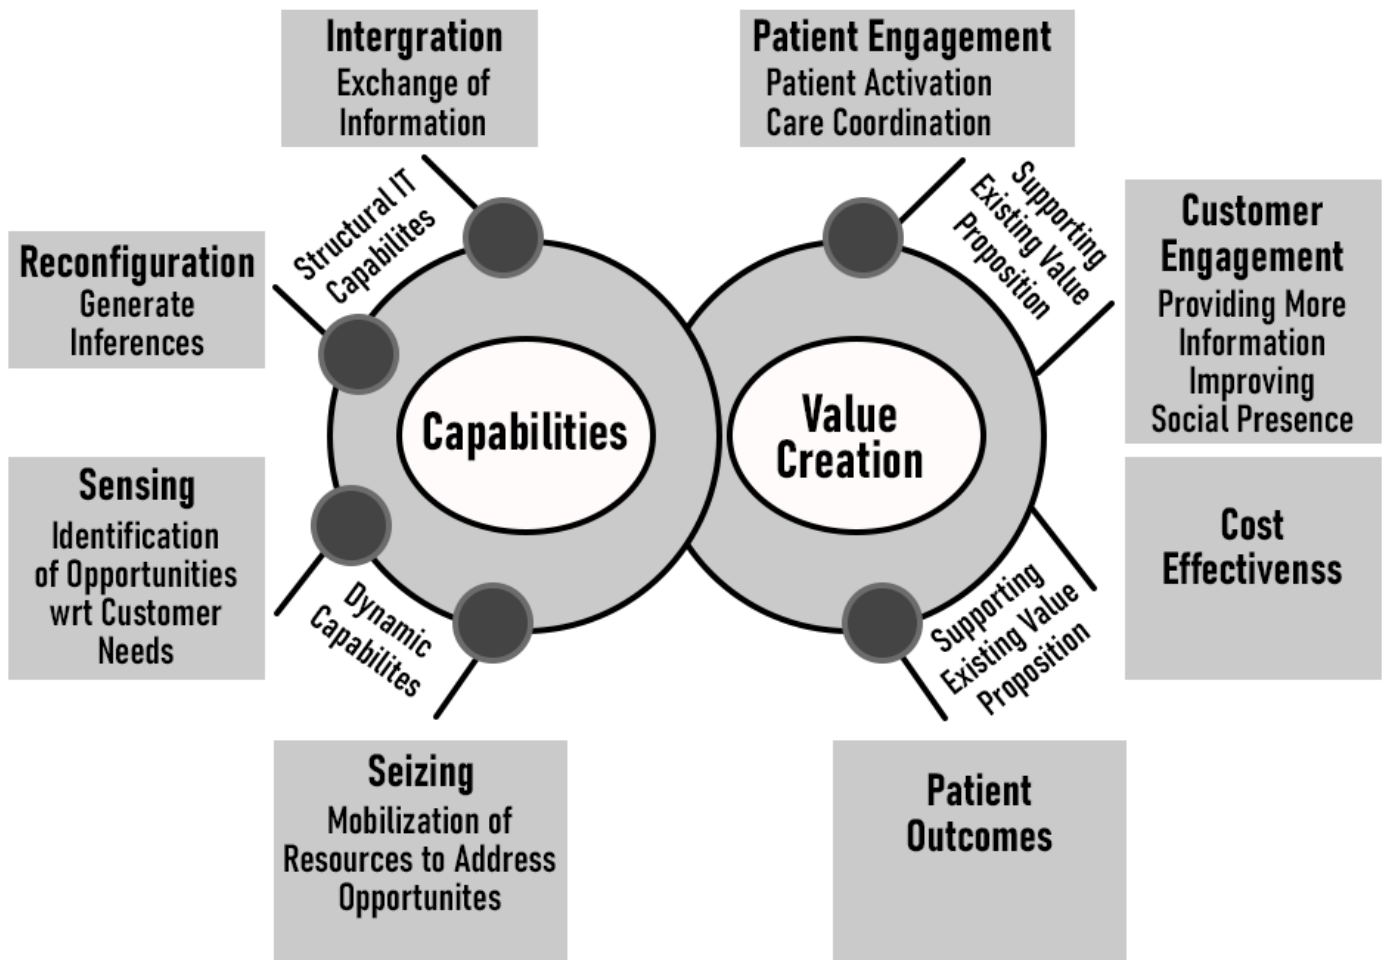 Intergration
Exchange of
Information
Patient Engagement
Patient Activation
Care Coordination
Structural IT
Capabilites
Supporting
Existing Value
Proposition
Reconfiguration
Generate
Inferences
Customer
Engagement
Providing More
Information
Improving
Social Presence
Capabilities
Value
Creation
Sensing
Identification
of Opportunities
wrt Customer
Needs
Cost
Effectivenss
Dynamic
Capabilites
Supporting
Existing Value
Proposition
Seizing
Mobilization of
Resources to Address
Opportunites
Patient
Outcomes